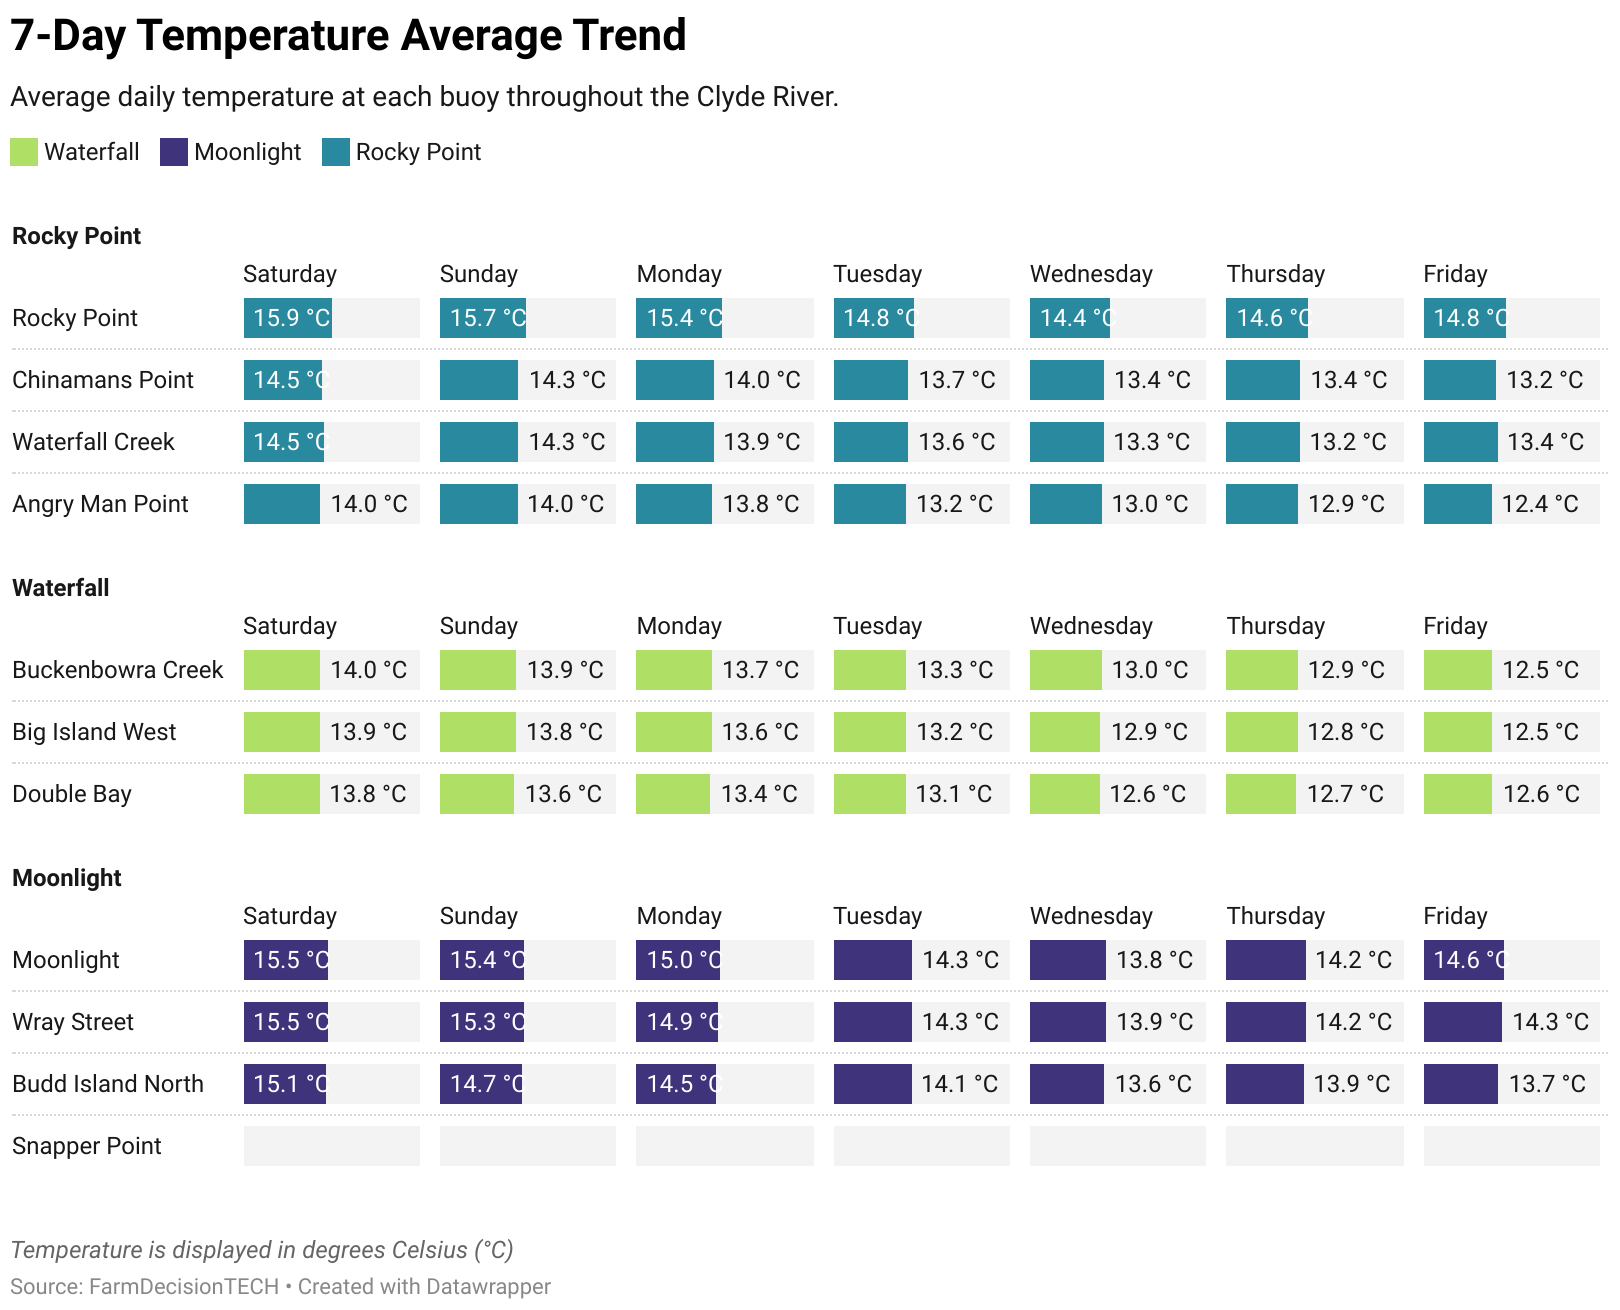 7-Day Temperature Average Trend
Average daily temperature at each buoy throughout the Clyde River.
Waterfall Moonlight Rocky Point
Rocky Point
Saturday Sunday Monday Tuesday Wednesday Thursday Friday
Rocky Point 15.9 °C 15.7 °C 15.4 °C 14.8 °C 14.4 °C 14.6 °C 14.8 °C
Chinamans Point 14.5 °C 14.3 °C 14.0 °C 13.7 °C 13.4 °C 13.4 °C 13.2 °C
Waterfall Creek 14.5 °C 14.3 °C 13.9 °C 13.6 °C 13.3 °C 13.2 °C 13.4 °C
Angry Man Point 14.0 °C 14.0 °C 13.8 °C 13.2 °C 13.0 °C 12.9 °C 12.4 °C
Waterfall
Saturday Sunday Monday Tuesday Wednesday Thursday Friday
Buckenbowra Creek 14.0 °C 13.9 °C 13.7 °C 13.3 °C 13.0 °C 12.9 °C 12.5 °C
Big Island West 13.9 °C 13.8 °C 13.6 °C 13.2 °C 12.9 °C 12.8 °C 12.5 °C
Double Bay 13.8 °C 13.6 °C 13.4 °C 13.1 °C 12.6 °C 12.7 °C 12.6 °C
Moonlight
Saturday Sunday Monday Tuesday Wednesday Thursday Friday
Moonlight 15.5 °C 15.4 °C 15.0 °C 14.3 °C 13.8 °C 14.2 °C 14.6 °C
Wray Street 15.5 °C 15.3 °C 14.9 °C 14.3 °C 13.9 °C 14.2 °C 14.3 °C
Budd Island North 15.1 °C 14.7 °C 14.5 °C 14.1 °C 13.6 °C 13.9 °C 13.7 °C
Snapper Point
Temperature is displayed in degrees Celsius (°C)
Source: FarmDecisionTECH • Created with Datawrapper